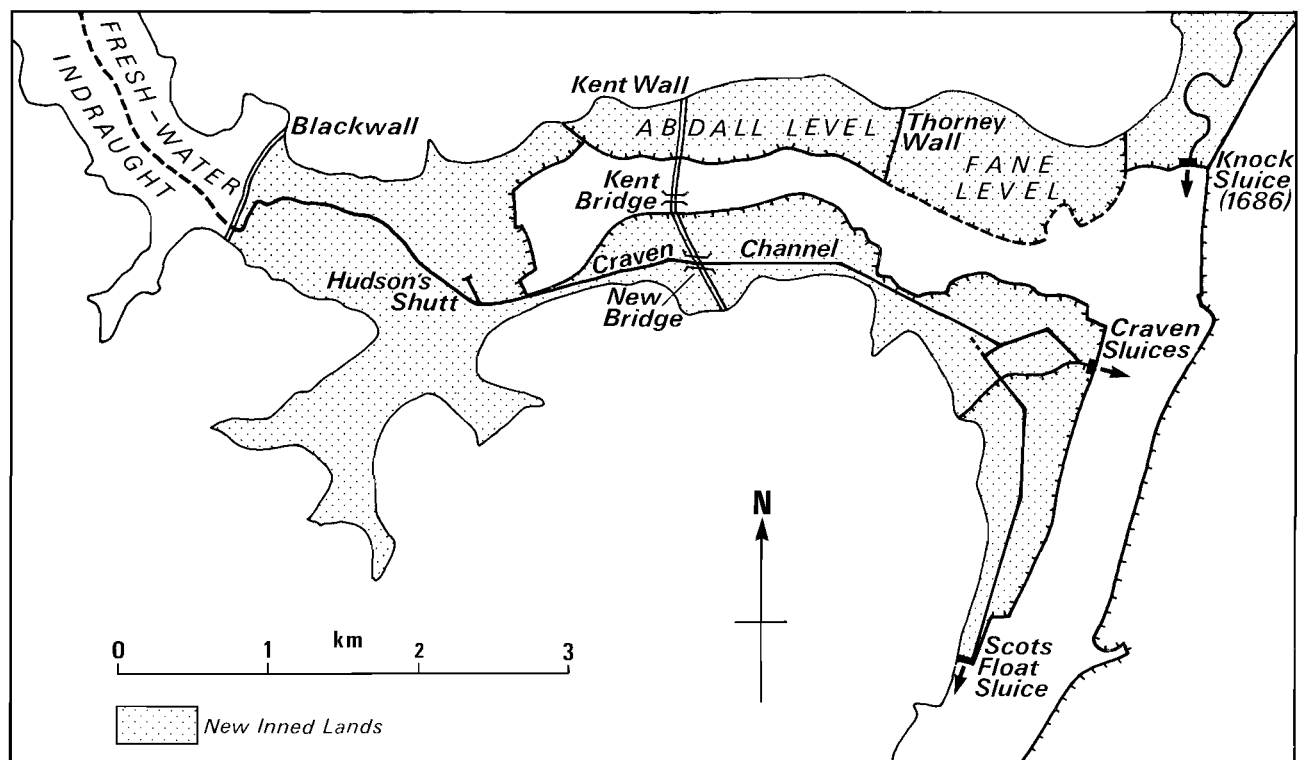 FRESH-WATER
INDRAUGHT
Blackwall
Kent Wall
ABDALL LEVEL
Thorney
Wall
FANE
LEVEL
Knock
Sluice
(1686)
Kent
Bridge
Craven Channel
Hudson's
Shutt
New
Bridge
Craven
Sluices
N
km
0 1 2 3
Scots
Float
Sluice
New Inned Lands